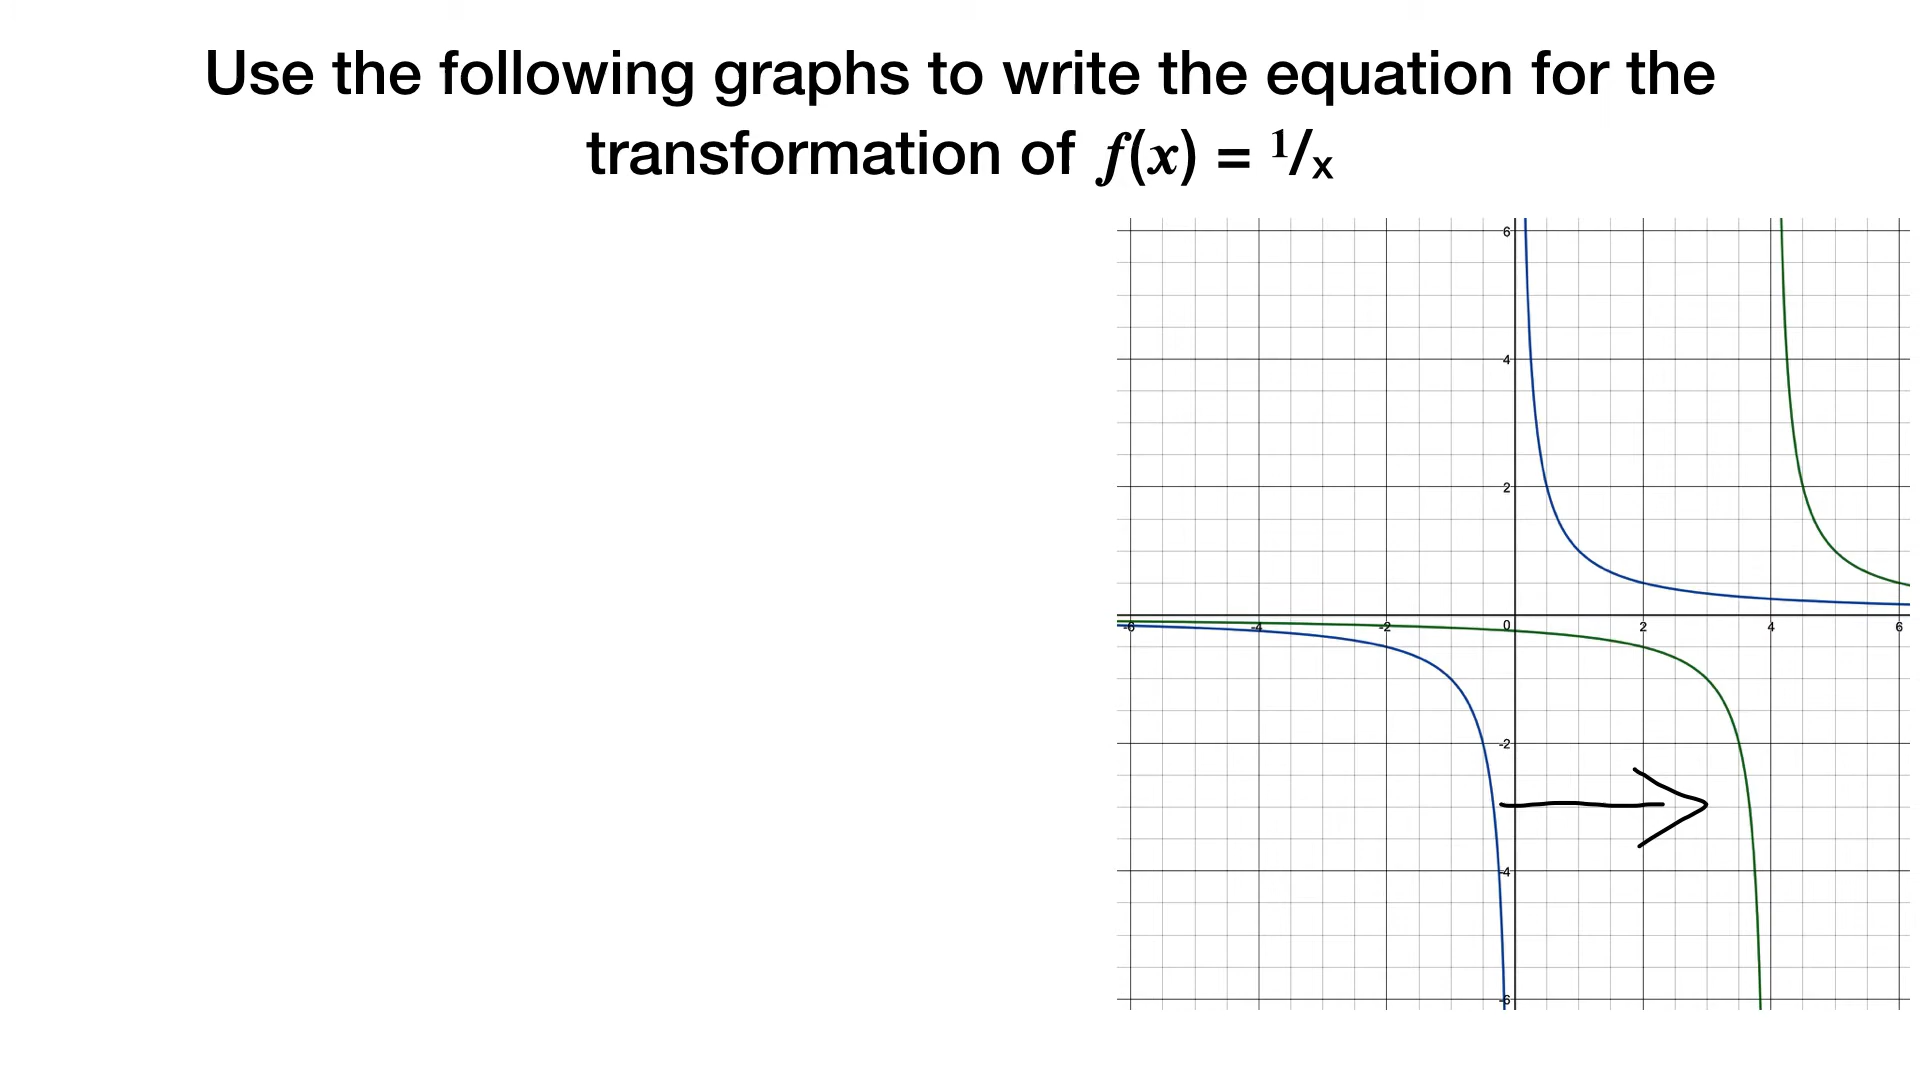 Use the following graphs to write the equation for the
transformation of f(x) = ¹/ₓ
6
4
2
-6 -4 -2 0 2 4 6
-2
-4
-6